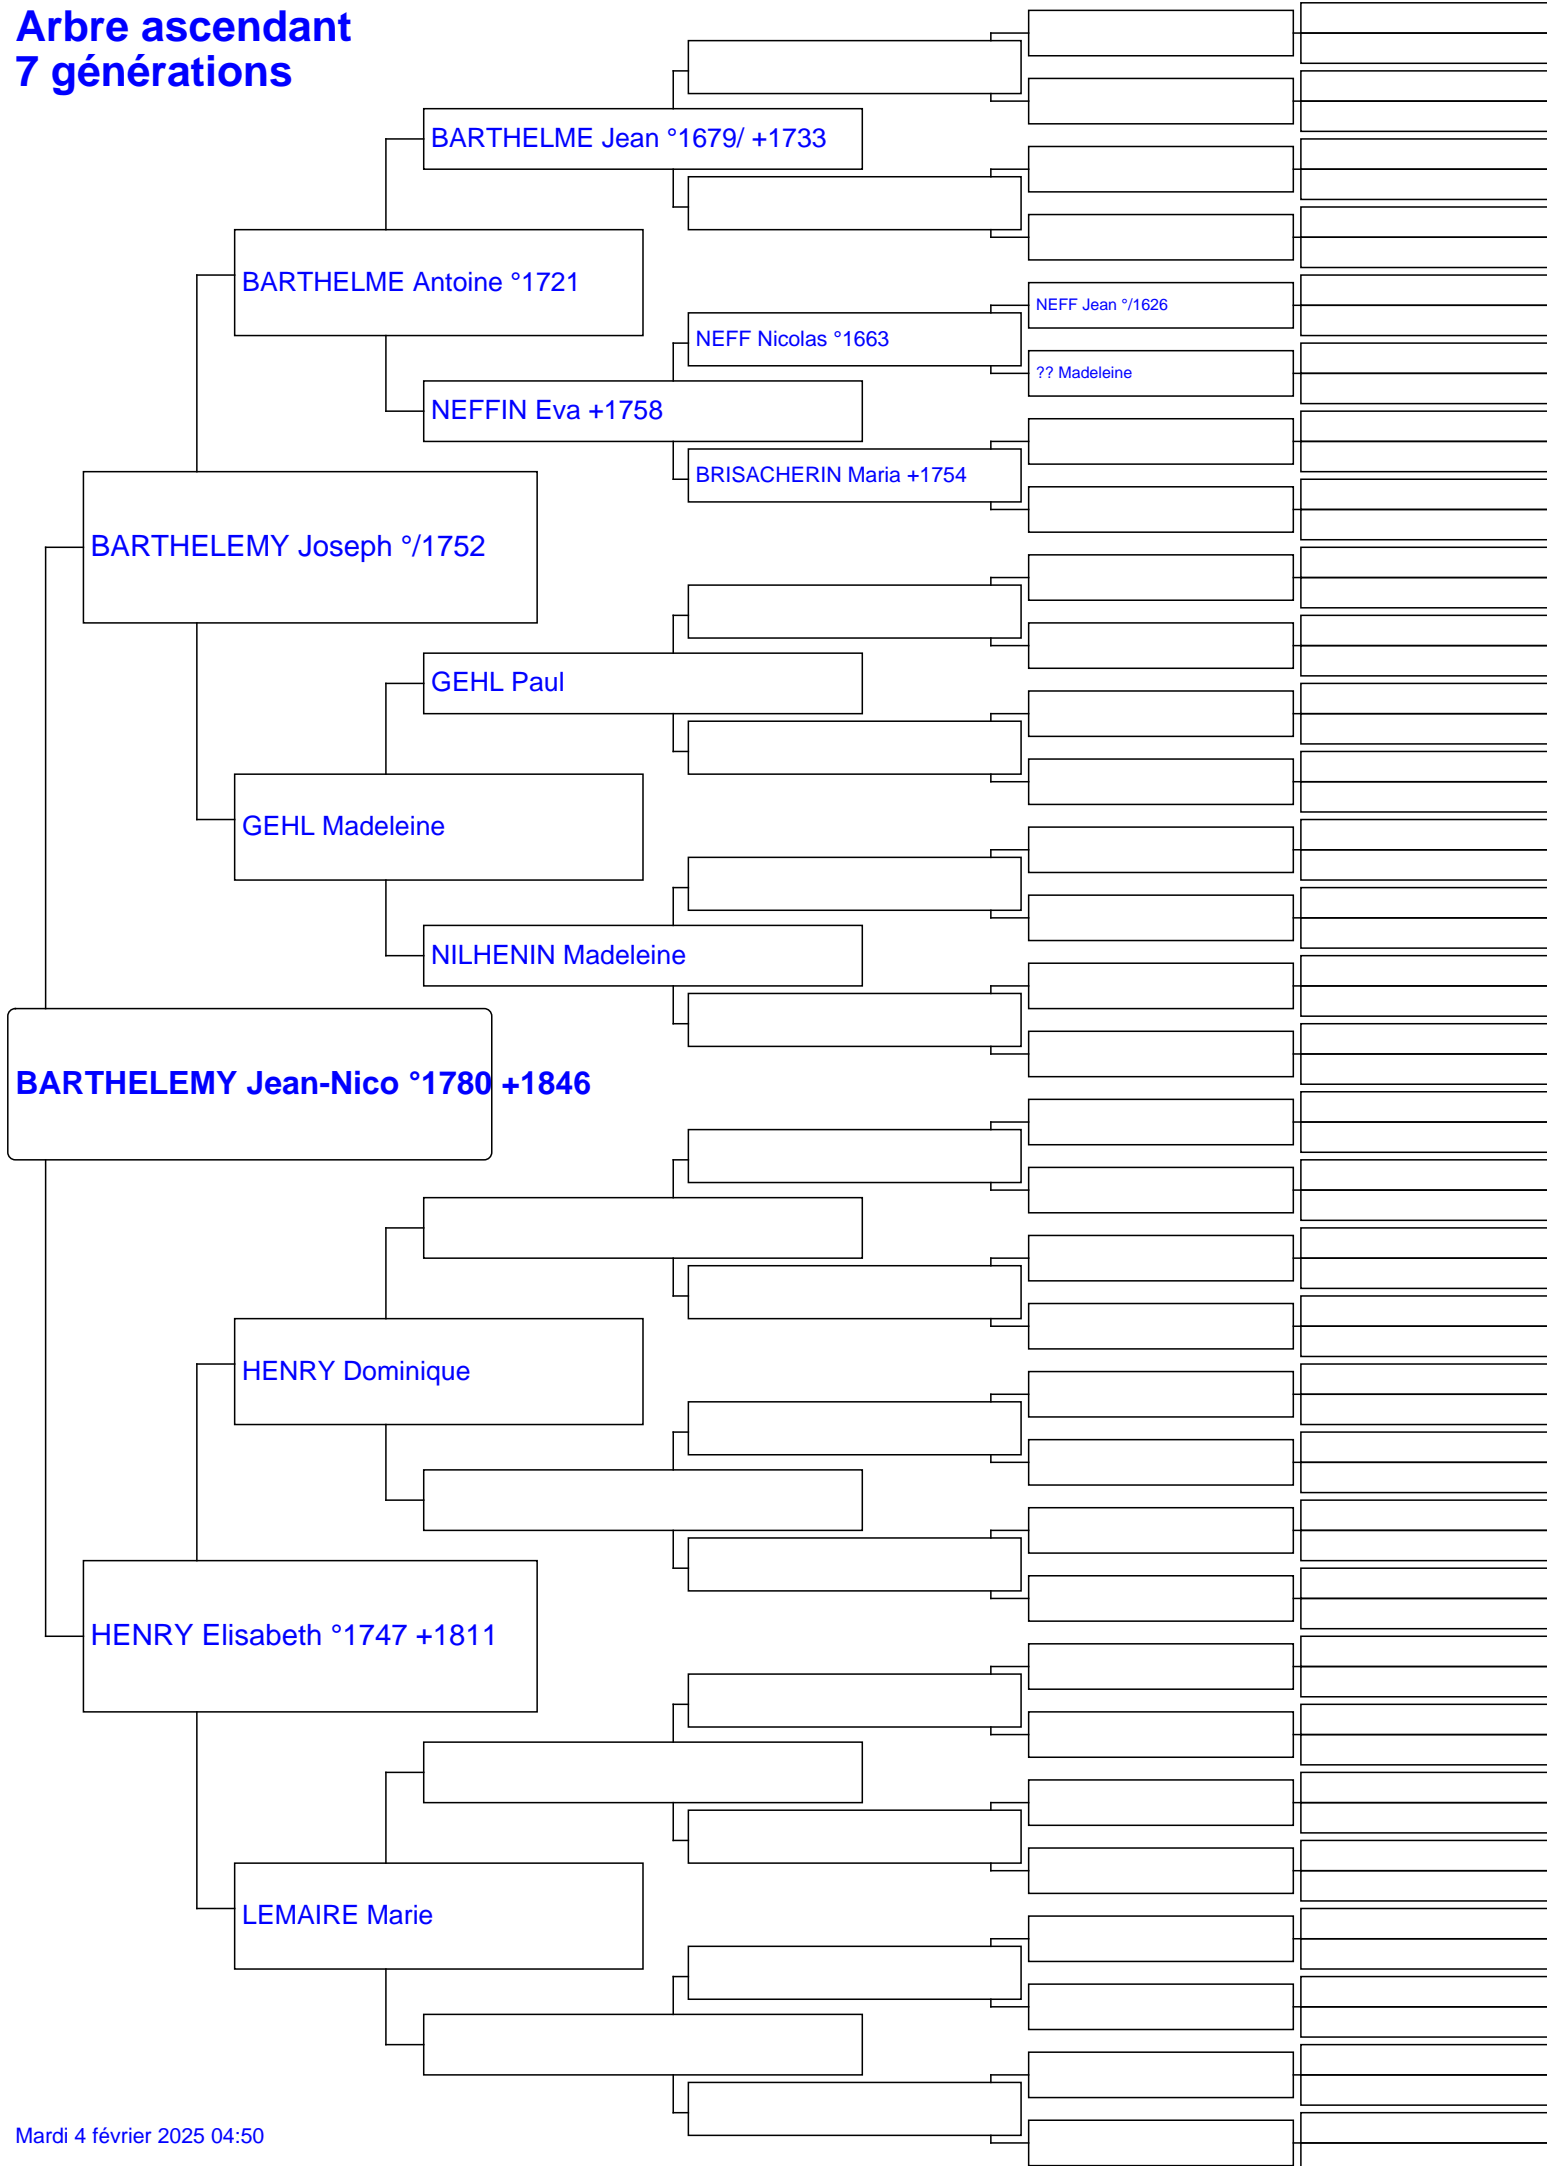 Arbre ascendant
7 générations
BARTHELME Jean °1679/ +1733
BARTHELME Antoine °1721
NEFF Jean °/1626
NEFF Nicolas °1663
?? Madeleine
NEFFIN Eva +1758
BRISACHERIN Maria +1754
BARTHELEMY Joseph °/1752
GEHL Paul
GEHL Madeleine
NILHENIN Madeleine
BARTHELEMY Jean-Nico °1780 +1846
HENRY Dominique
HENRY Elisabeth °1747 +1811
LEMAIRE Marie
Mardi 4 février 2025 04:50